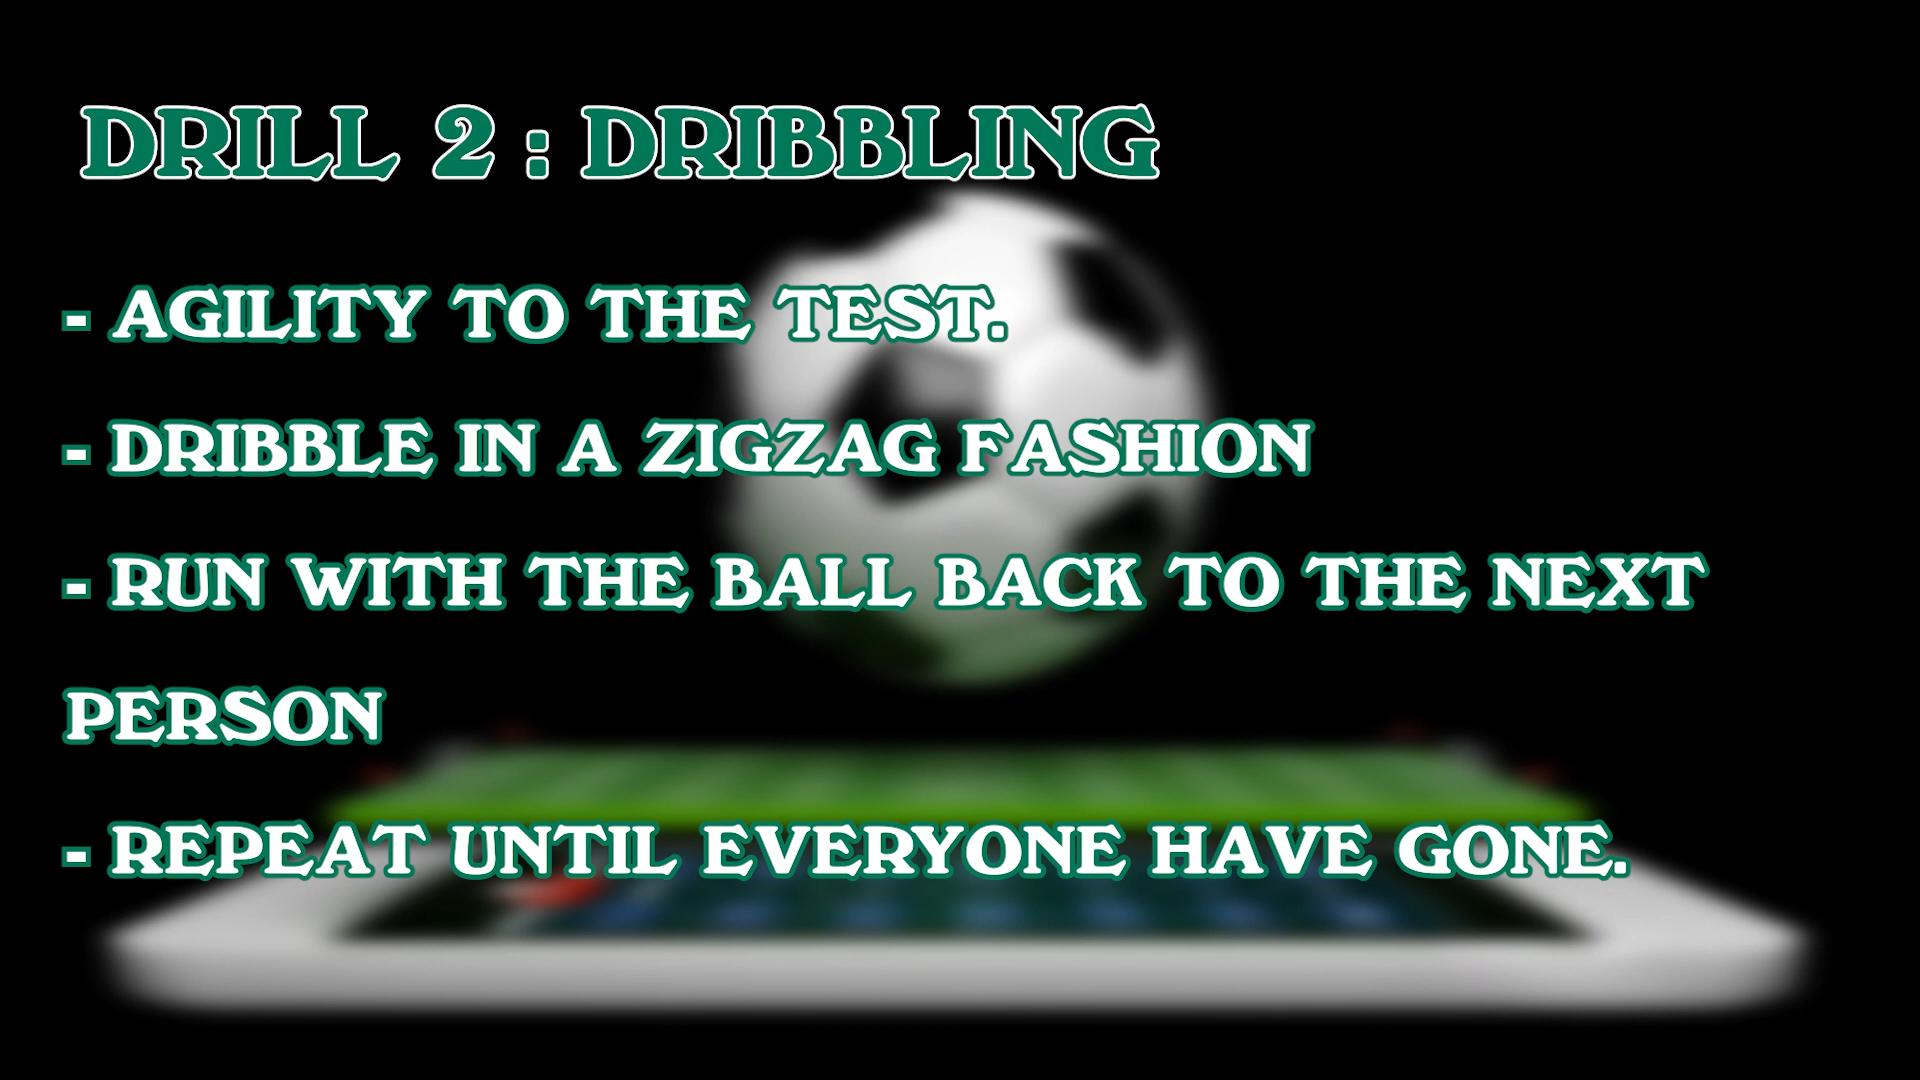 DRILL 2 : DRIBBLING
- AGILITY TO THE TEST.
- DRIBBLE IN A ZIGZAG FASHION
- RUN WITH THE BALL BACK TO THE NEXT
PERSON
- REPEAT UNTIL EVERYONE HAVE GONE.